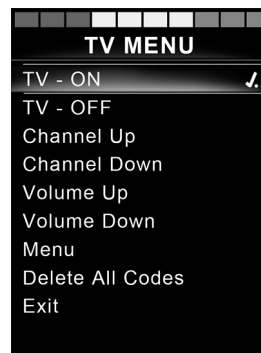 TV MENU
TV - ON
TV - OFF
Channel Up
Channel Down
Volume Up
Volume Down
Menu
Delete All Codes
Exit